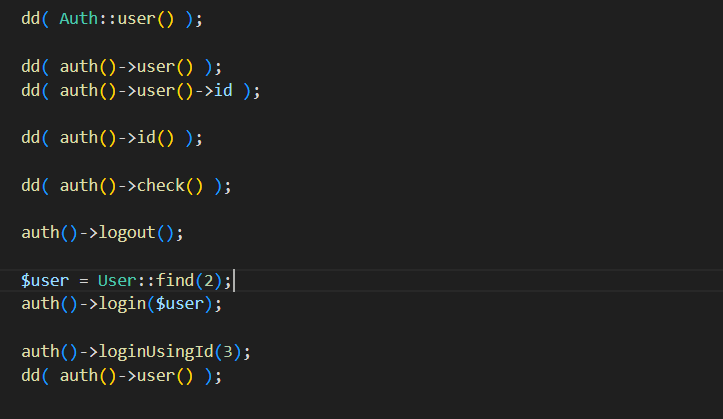 dd( Auth::user() );
dd( auth()->user() );
dd( auth()->user()->id );
dd( auth()->id() );
dd( auth()->check() );
auth()->logout();
$user = User::find(2);
auth()->login($user);
auth()->loginUsingId(3);
dd( auth()->user() );